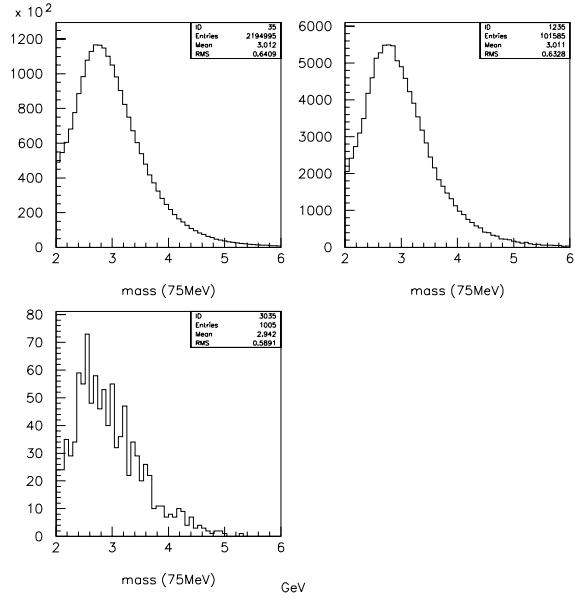 x 10²
ID 35
Entries 2194995
Mean 3.012
RMS 0.6409
1200
1000
800
600
400
200
0
2 3 4 5 6
mass (75MeV)
ID 1235
Entries 101585
Mean 3.011
RMS 0.6328
6000
5000
4000
3000
2000
1000
0
2 3 4 5 6
mass (75MeV)
ID 3035
Entries 1005
Mean 2.942
RMS 0.5891
80
70
60
50
40
30
20
10
0
2 3 4 5 6
mass (75MeV)
GeV